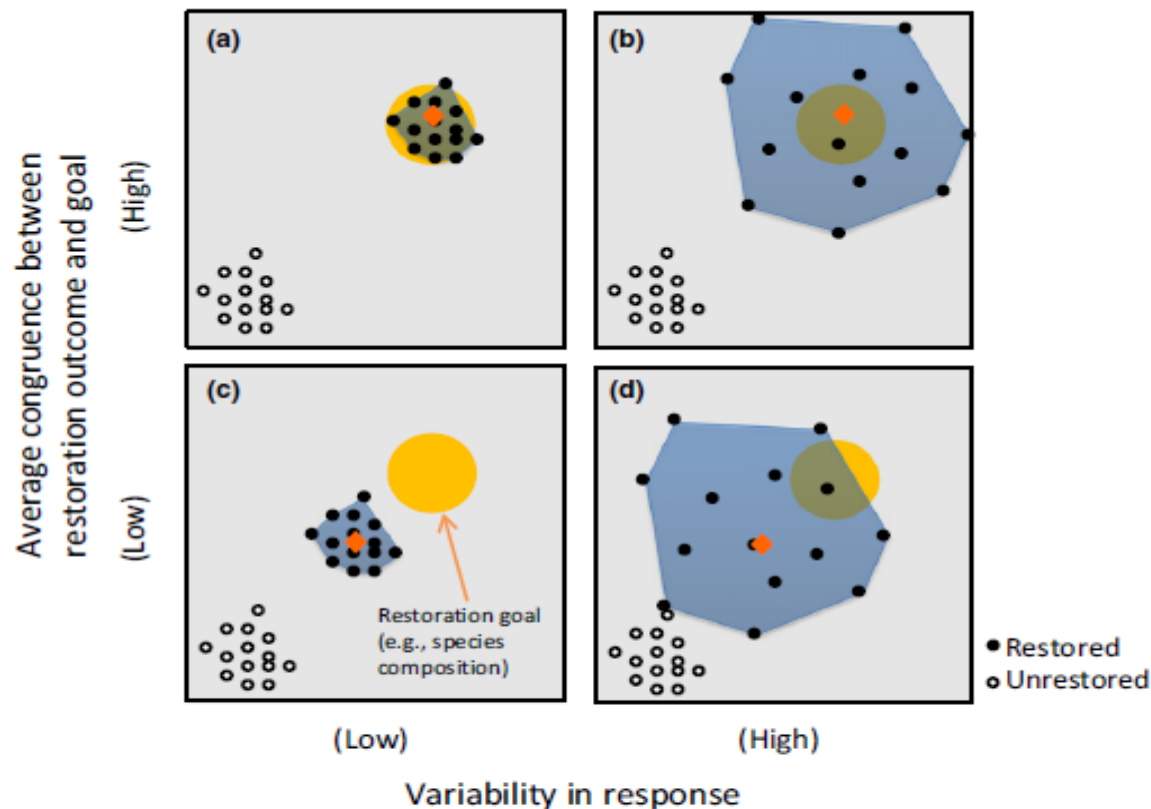 (a)
(b)
Average congruence between
restoration outcome and goal
(High)
(Low)
(c)
(d)
Restoration goal
(e.g., species
composition)
Restored
Unrestored
(Low)
(High)
Variability in response